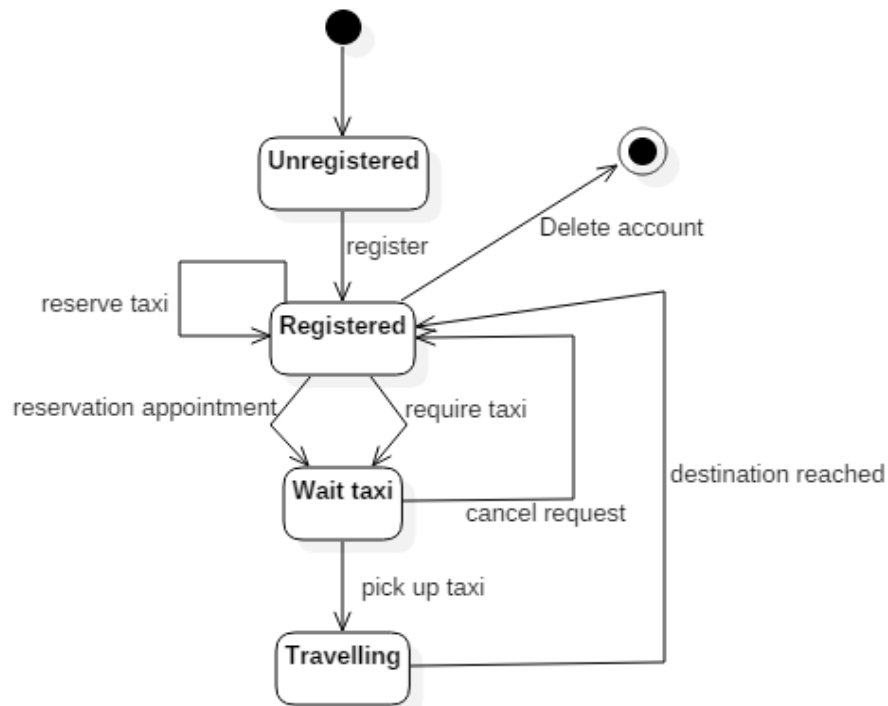 Unregistered
register
Delete account
reserve taxi
Registered
reservation appointment
require taxi
Wait taxi
cancel request
destination reached
pick up taxi
Travelling